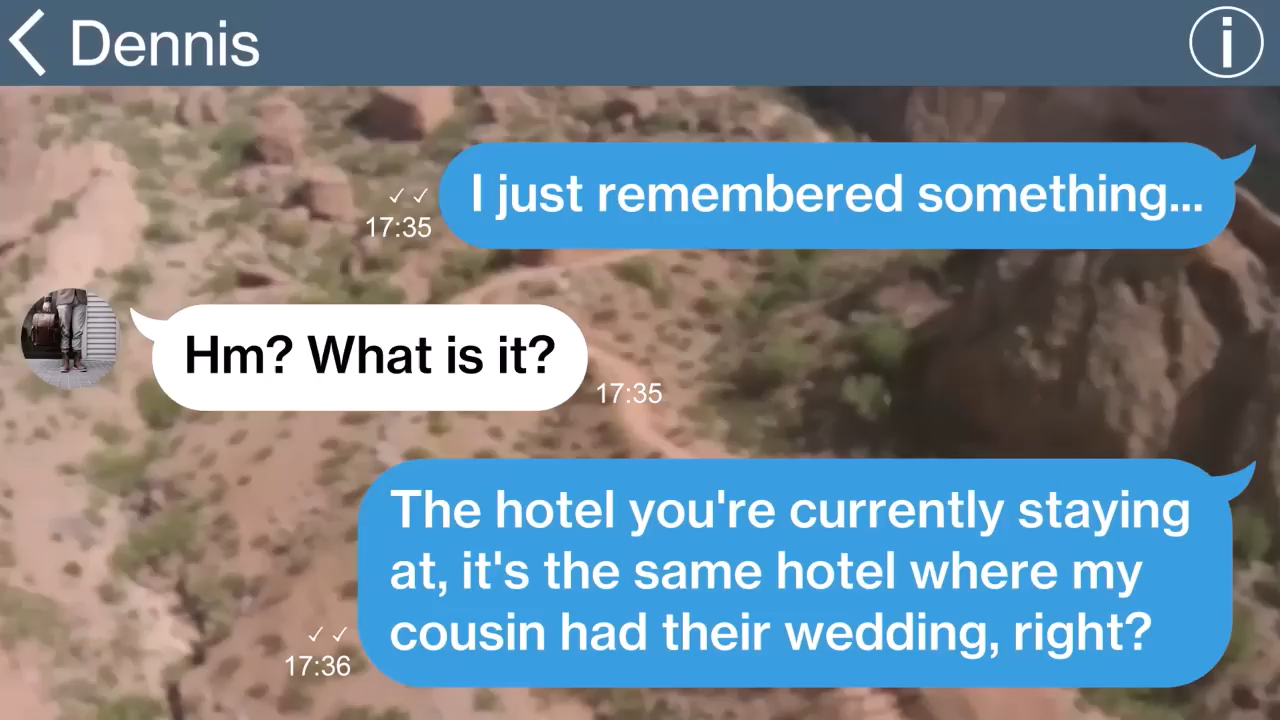 Dennis
I just remembered something...
17:35
Hm? What is it?
17:35
The hotel you're currently staying
at, it's the same hotel where my
cousin had their wedding, right?
17:36